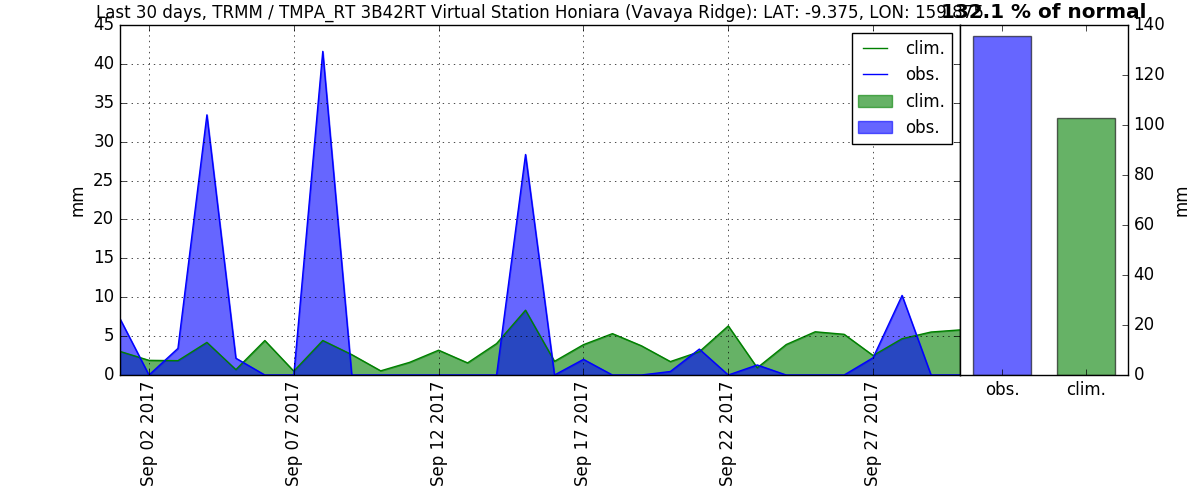 Last 30 days, TRMM / TMPA_RT 3B42RT Virtual Station Honiara (Vavaya Ridge): LAT: -9.375, LON:
132.1 % of normal
45
40
35
30
25
20
15
10
5
0
mm
clim.
obs.
clim.
obs.
140
120
100
80
60
40
20
0
mm
Sep 02 2017
Sep 07 2017
Sep 12 2017
Sep 17 2017
Sep 22 2017
Sep 27 2017
obs.
clim.